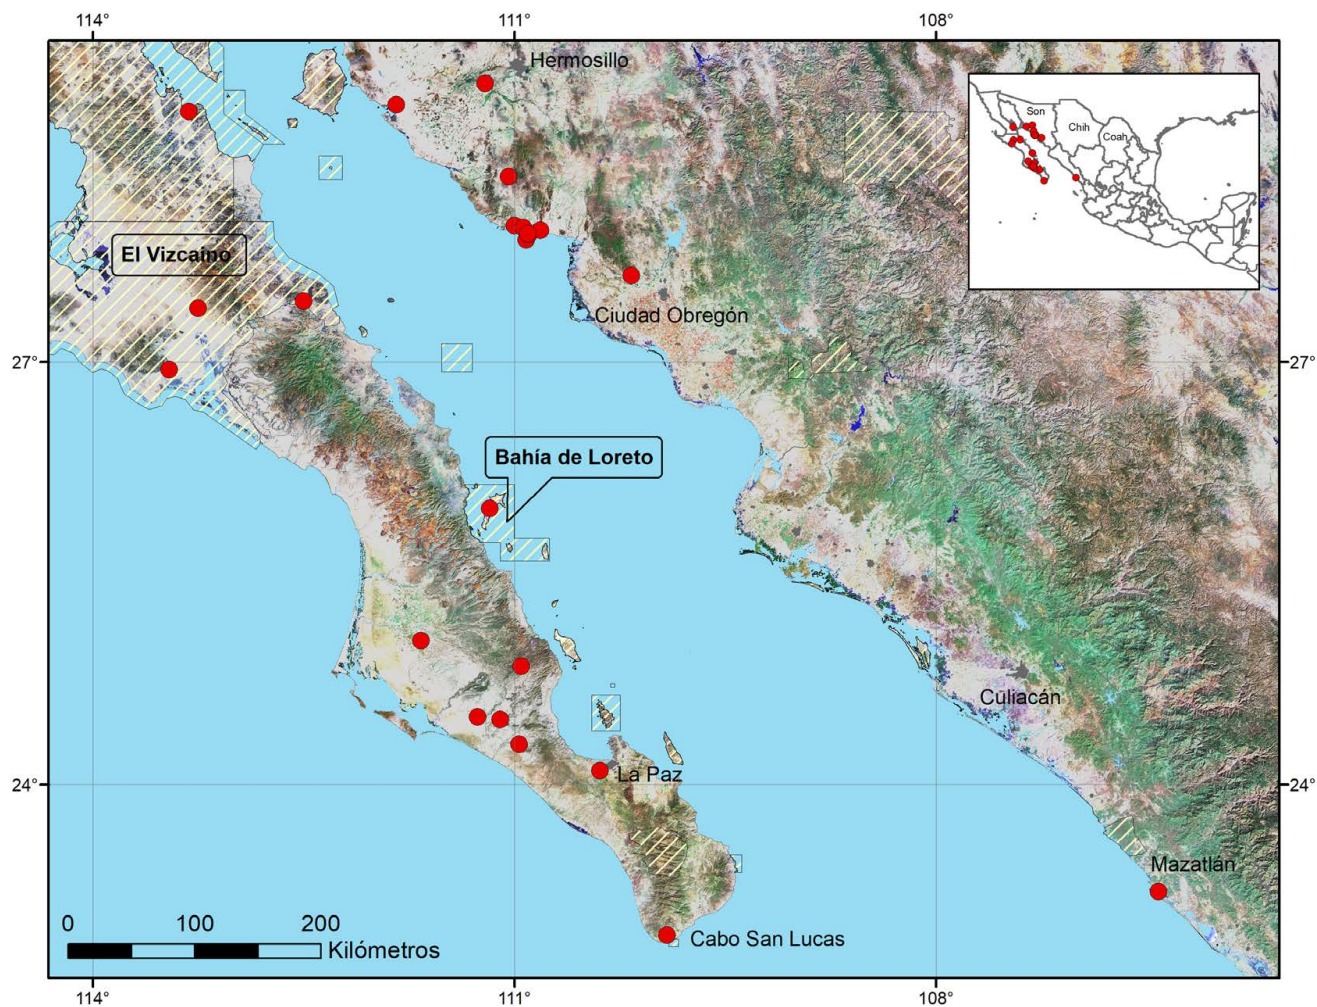 114°
111°
108°
Hermosillo
Son
Chih
Coah
El Vizcaíno
Ciudad Obregón
27°
27°
Bahía de Loreto
Culiacán
24°
La Paz
24°
Mazatlán
0
100
200
Kilómetros
Cabo San Lucas
114°
111°
108°